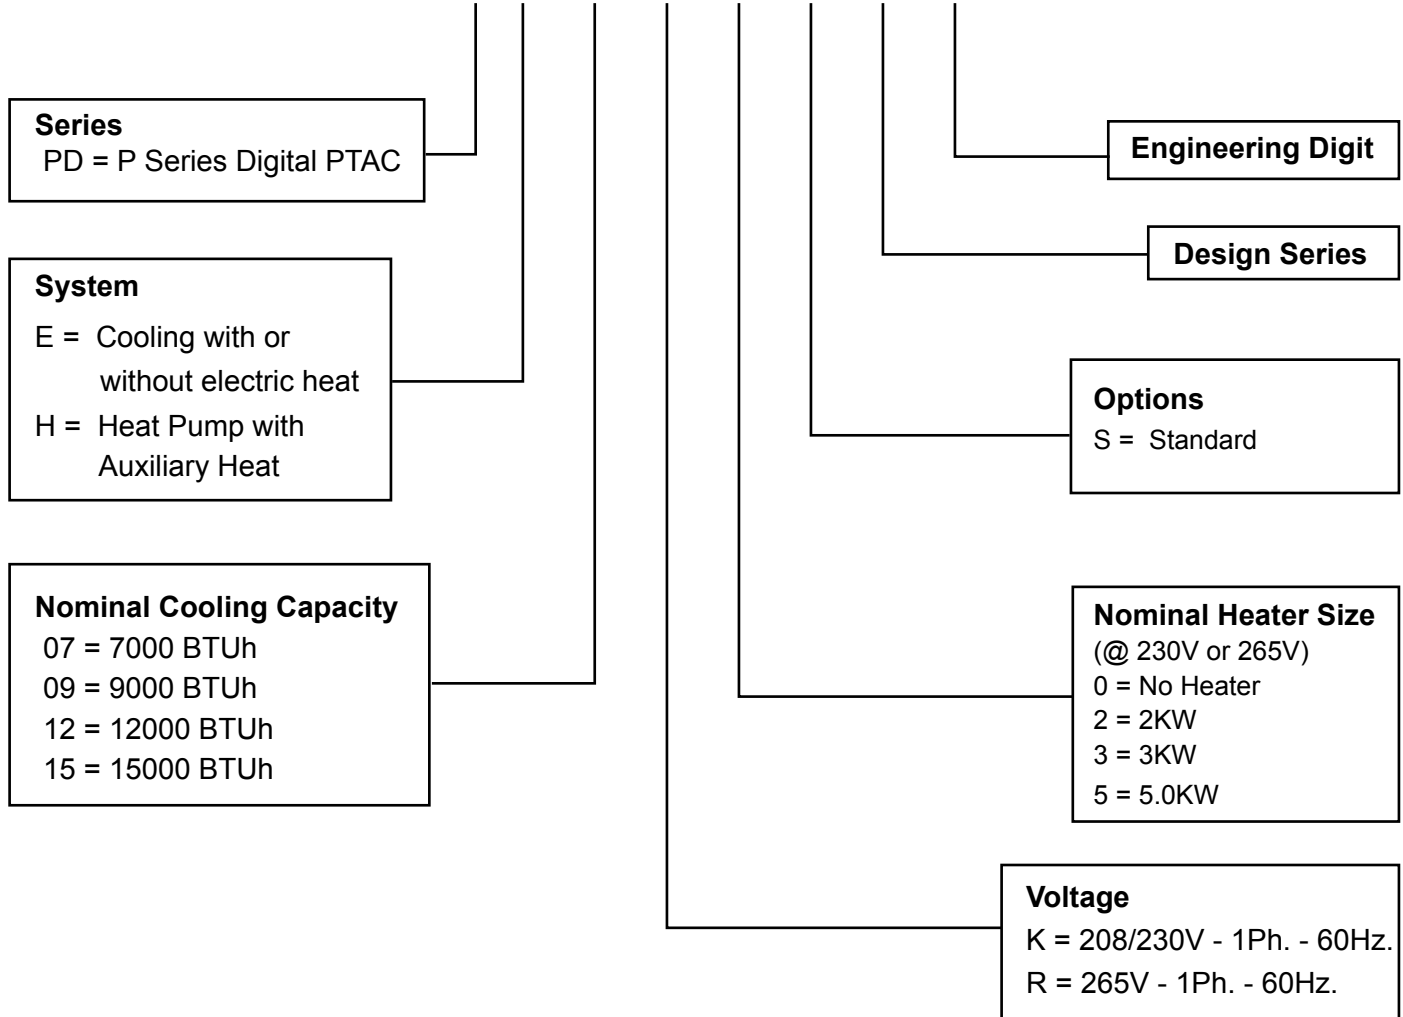 Series
PD = P Series Digital PTAC
System
E = Cooling with or
without electric heat
H = Heat Pump with
Auxiliary Heat
Nominal Cooling Capacity
07 = 7000 BTUh
09 = 9000 BTUh
12 = 12000 BTUh
15 = 15000 BTUh
Engineering Digit
Design Series
Options
S = Standard
Nominal Heater Size
(@ 230V or 265V)
0 = No Heater
2 = 2KW
3 = 3KW
5 = 5.0KW
Voltage
K = 208/230V - 1Ph. - 60Hz.
R = 265V - 1Ph. - 60Hz.